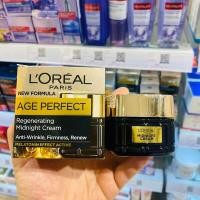 L'ORÉAL
PARIS
NEW FORMULA
AGE PERFECT
Regenerating
Midnight Cream
Anti-Wrinkle, Firmness, Renew
MELATONIN EFFECT ACTIVE
L'ORÉAL
MIDNIGHT
CREAM